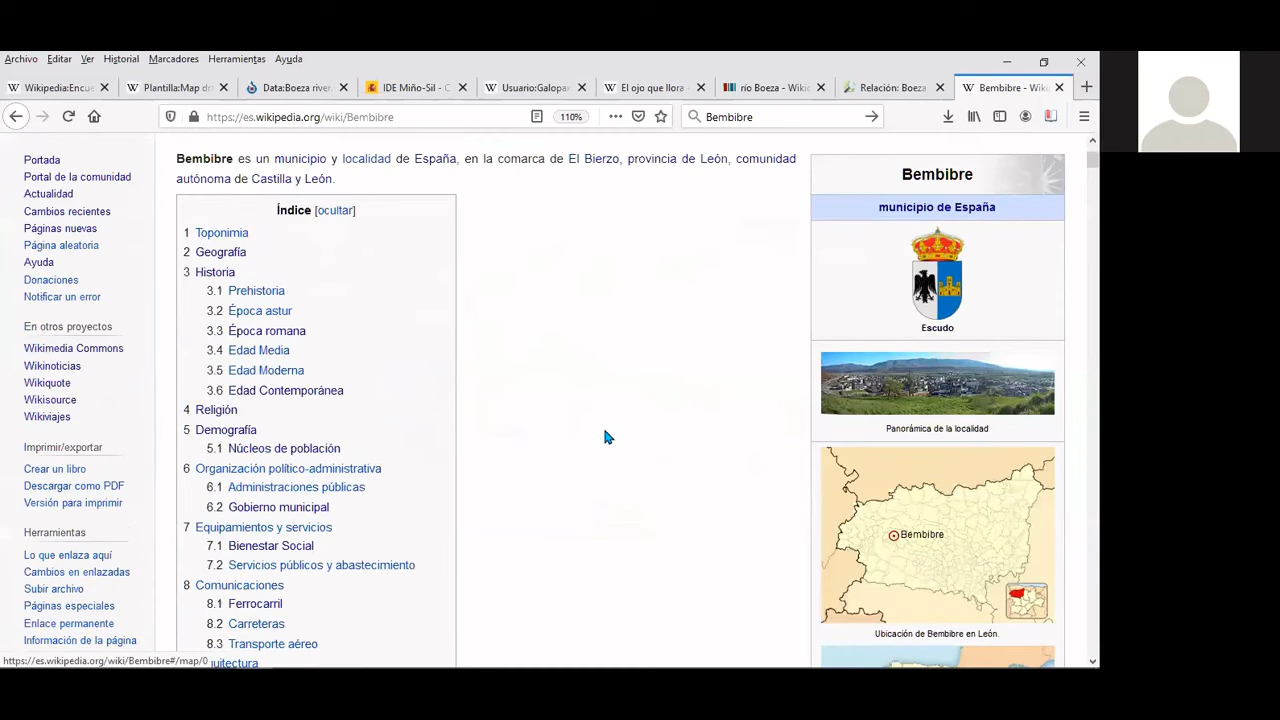 Archivo Editar Ver Historial Marcadores Herramientas Ayuda
Wikipedia:Encue
Plantilla:Map dr
Data:Boeza river.
IDE Miño-Sil - C
Usuario:Galopax
El ojo que llora -
río Boeza - Wikid
Relación: Boeza
Bembibre - Wiki
https://es.wikipedia.org/wiki/Bembibre
110%
Bembibre
Portada
Portal de la comunidad
Actualidad
Cambios recientes
Páginas nuevas
Página aleatoria
Ayuda
Donaciones
Notificar un error
En otros proyectos
Wikimedia Commons
Wikinoticias
Wikiquote
Wikisource
Wikiviajes
Imprimir/exportar
Crear un libro
Descargar como PDF
Versión para imprimir
Herramientas
Lo que enlaza aquí
Cambios en enlazadas
Subir archivo
Páginas especiales
Enlace permanente
Información de la página
https://es.wikipedia.org/wiki/Bembibre#/map/0
Bembibre es un municipio y localidad de España, en la comarca de El Bierzo, provincia de León, comunidad
autónoma de Castilla y León.
Índice [ocultar]
1 Toponimia
2 Geografía
3 Historia
3.1 Prehistoria
3.2 Época astur
3.3 Época romana
3.4 Edad Media
3.5 Edad Moderna
3.6 Edad Contemporánea
4 Religión
5 Demografía
5.1 Núcleos de población
6 Organización político-administrativa
6.1 Administraciones públicas
6.2 Gobierno municipal
7 Equipamientos y servicios
7.1 Bienestar Social
7.2 Servicios públicos y abastecimiento
8 Comunicaciones
8.1 Ferrocarril
8.2 Carreteras
8.3 Transporte aéreo
uitectura
Bembibre
municipio de España
Escudo
Panorámica de la localidad
Bembibre
Ubicación de Bembibre en León.